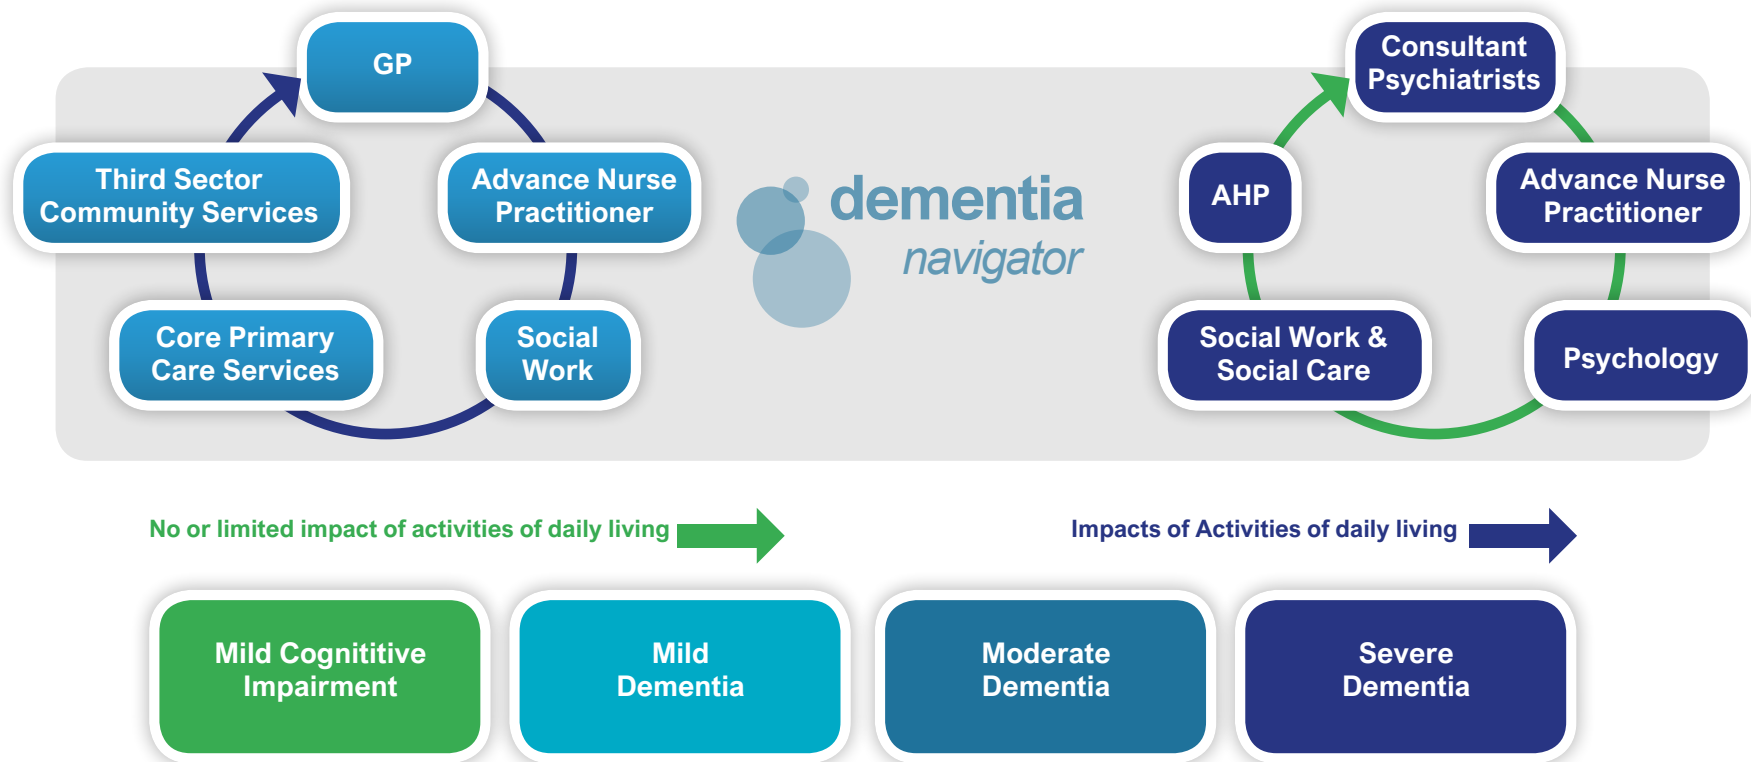 GP
Third Sector
Community Services
Advance Nurse
Practitioner
Core Primary
Care Services
Social
Work
dementia
navigator
Consultant
Psychiatrists
AHP
Advance Nurse
Practitioner
Social Work &
Social Care
Psychology
No or limited impact of activities of daily living
Impacts of Activities of daily living
Mild Cognititive
Impairment
Mild
Dementia
Moderate
Dementia
Severe
Dementia